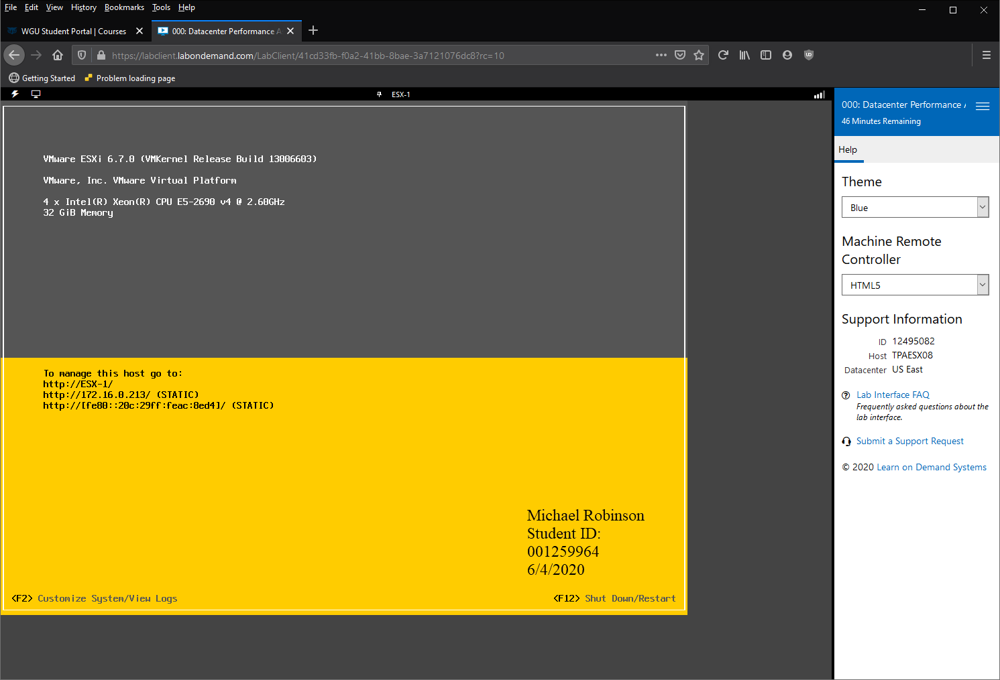 File Edit View History Bookmarks Tools Help
WGU Student Portal | Courses
000: Datacenter Performance A
https://labclient.labondemand.com/LabClient/41cd33fb-f0a2-41bb-8bae-3a7121076dc8?rc=10
Getting Started Problem loading page
ESX-1
VMware ESXi 6.7.0 (VMKernel Release Build 13006603)
VMware, Inc. VMware Virtual Platform
4 x Intel(R) Xeon(R) CPU E5-2690 v4 @ 2.60GHz
32 GiB Memory
To manage this host go to:
http://ESX-1/
http://172.16.0.213/ (STATIC)
http://[fe80::20c:29ff:feac:8ed4]/ (STATIC)
Michael Robinson
Student ID:
001259964
6/4/2020
<F2> Customize System/View Logs
<F12> Shut Down/Restart
000: Datacenter Performance
46 Minutes Remaining
Help
Theme
Blue
Machine Remote
Controller
HTML5
Support Information
ID 12495082
Host TPAESX08
Datacenter US East
Lab Interface FAQ
Frequently asked questions about the
lab interface.
Submit a Support Request
© 2020 Learn on Demand Systems